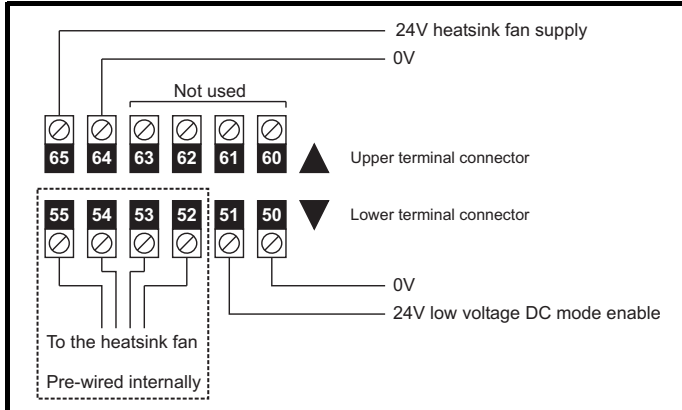 24V heatsink fan supply
0V
Not used
65 64 63 62 61 60
Upper terminal connector
55 54 53 52 51 50
Lower terminal connector
0V
24V low voltage DC mode enable
To the heatsink fan
Pre-wired internally